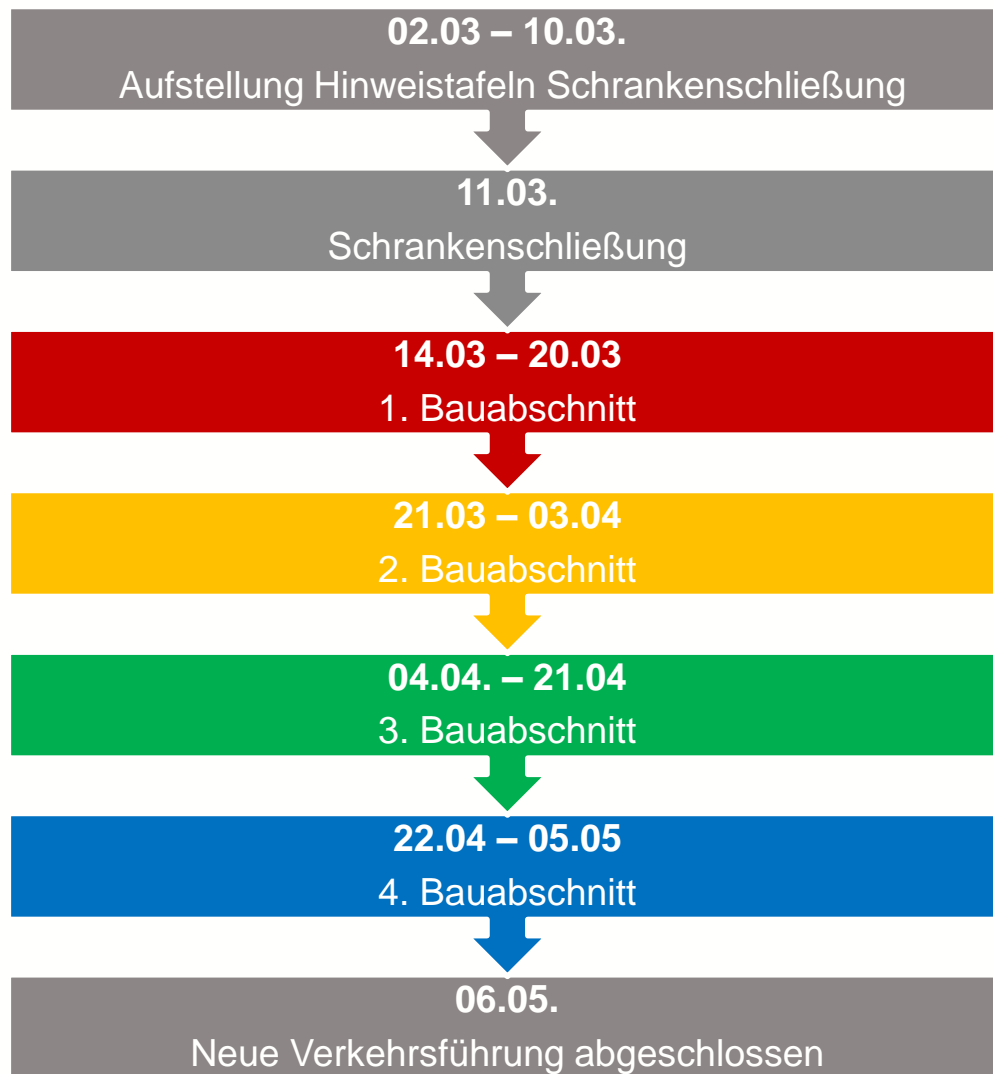 02.03 – 10.03.
Aufstellung Hinweistafeln Schrankenschließung
11.03.
Schrankenschließung
14.03 – 20.03
1. Bauabschnitt
21.03 – 03.04
2. Bauabschnitt
04.04. – 21.04
3. Bauabschnitt
22.04 – 05.05
4. Bauabschnitt
06.05.
Neue Verkehrsführung abgeschlossen